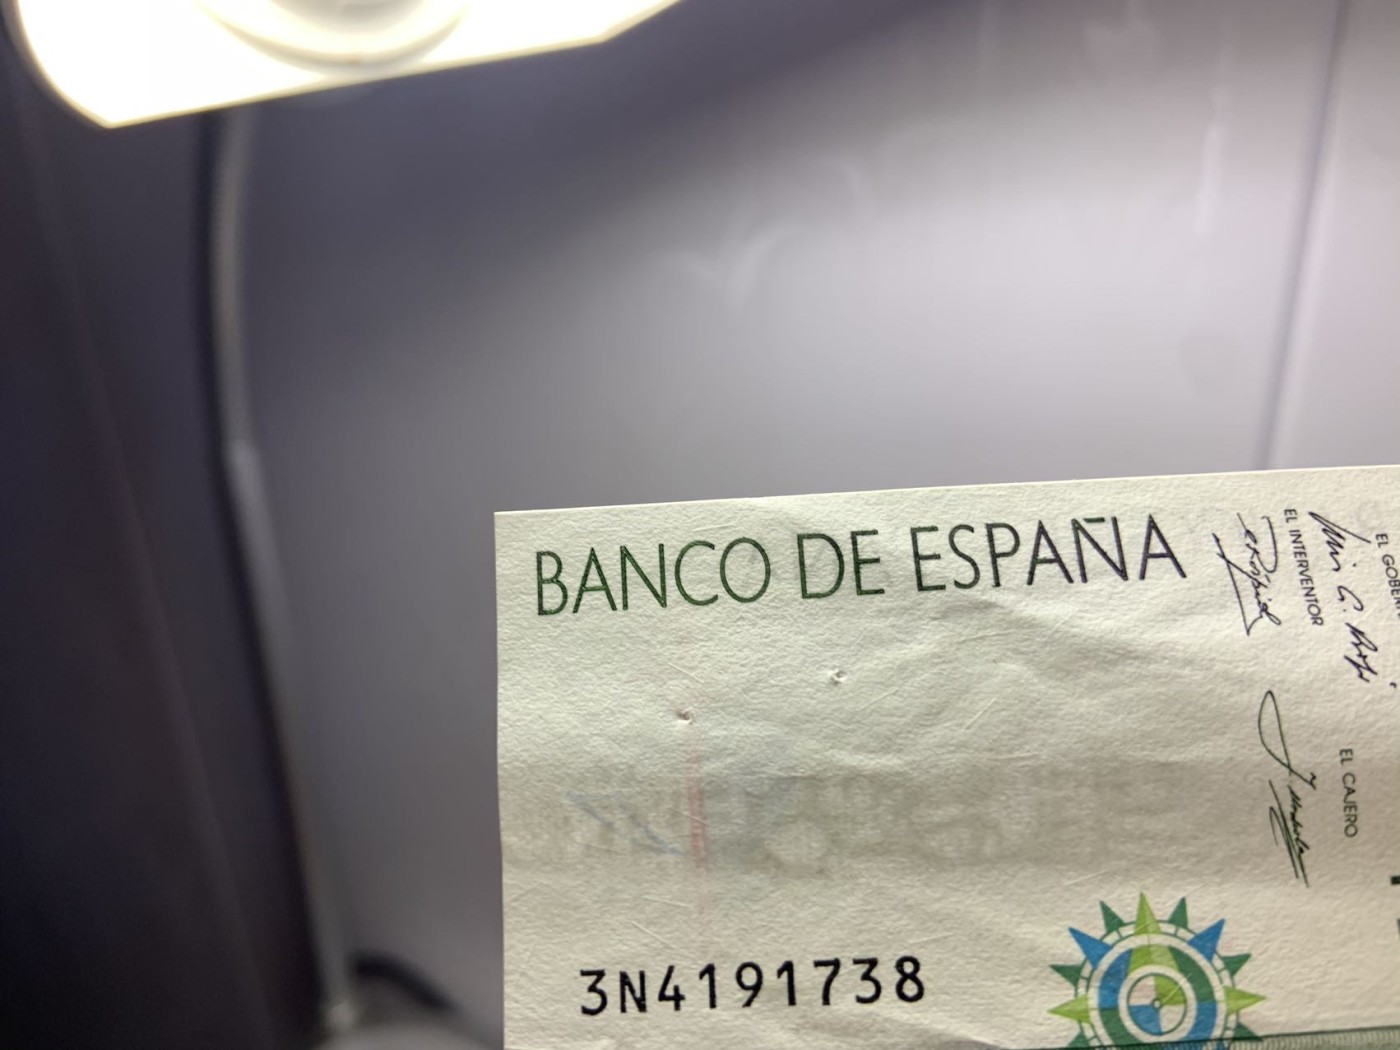 BANCO DE ESPAÑA
EL INTERVENTOR
EL CAJERO
3N4191738